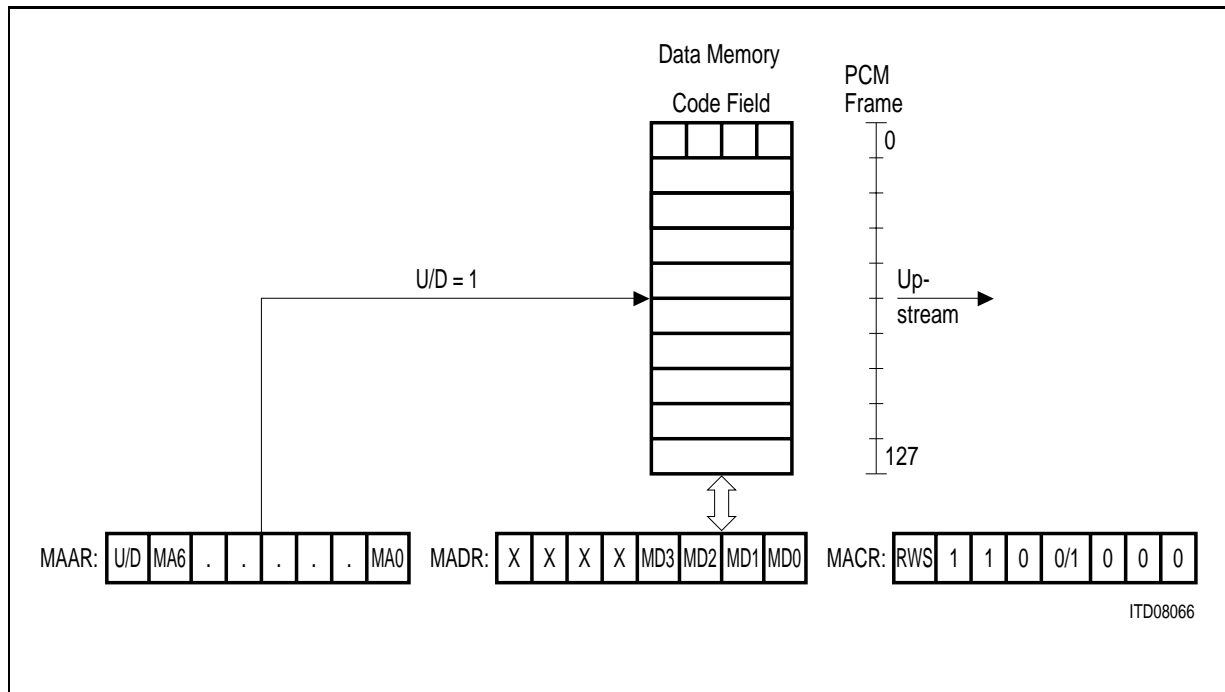 Data Memory
Code Field
PCM
Frame
0
U/D = 1
Up-
stream
127
MAAR: U/D MA6 . . . . . MA0 MADR: X X X X MD3 MD2 MD1 MD0 MACR: RWS 1 1 0 0/1 0 0 0
ITD08066